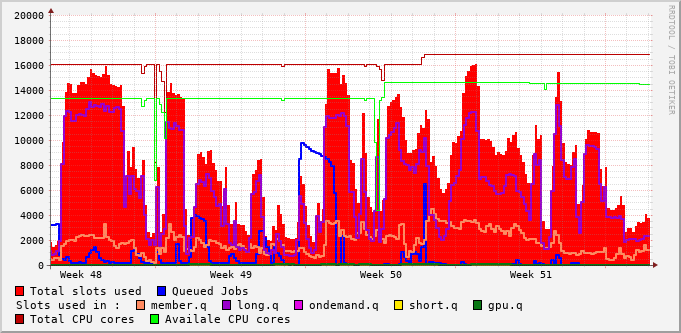 20000
18000
16000
14000
12000
10000
8000
6000
4000
2000
0
Week 48 Week 49 Week 50 Week 51
RRDTOOL / TOBI OETIKER
Total slots used Queued Jobs
Slots used in : member.q long.q ondemand.q short.q gpu.q
Total CPU cores Availale CPU cores